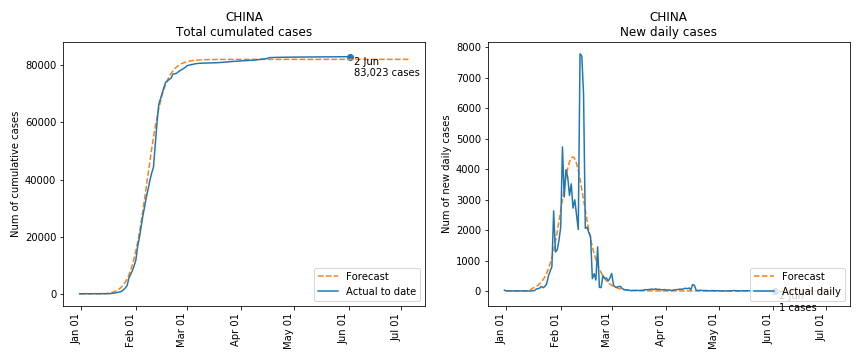 CHINA
Total cumulated cases
Num of cumulative cases
80000
60000
40000
20000
0
2 Jun
83,023 cases
Forecast
Actual to date
Jan 01
Feb 01
Mar 01
Apr 01
May 01
Jun 01
Jul 01
CHINA
New daily cases
Num of new daily cases
8000
7000
6000
5000
4000
3000
2000
1000
0
Forecast
Actual daily
2 Jun
1 cases
Jan 01
Feb 01
Mar 01
Apr 01
May 01
Jun 01
Jul 01